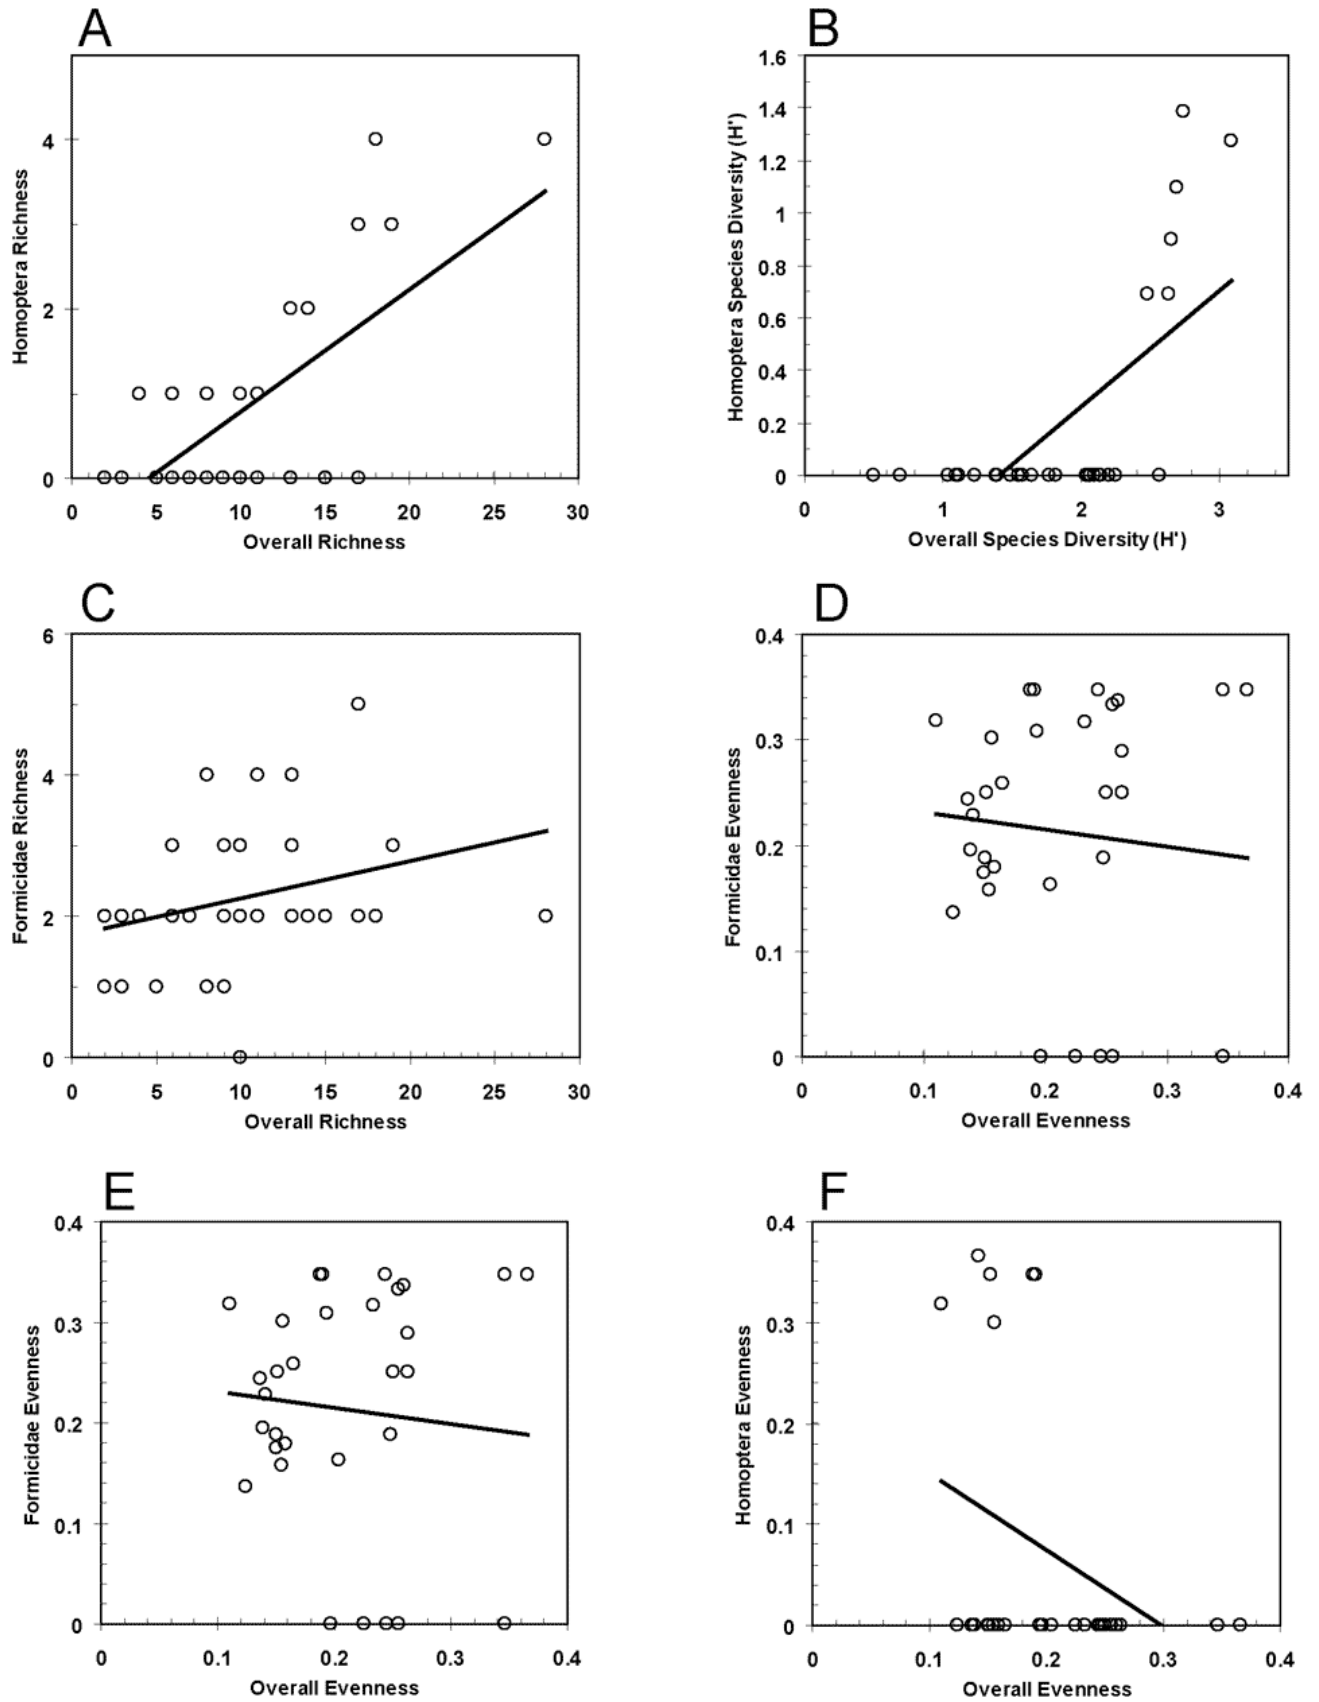 A
4
2
0
0 5 10 15 20 25 30
Homoptera Richness
Overall Richness
B
1.6
1.4
1.2
1
0.8
0.6
0.4
0.2
0
0 1 2 3
Homoptera Species Diversity (H')
Overall Species Diversity (H')
C
6
4
2
0
0 5 10 15 20 25 30
Formicidae Richness
Overall Richness
D
0.4
0.3
0.2
0.1
0
0 0.1 0.2 0.3 0.4
Formicidae Evenness
Overall Evenness
E
0.4
0.3
0.2
0.1
0
0 0.1 0.2 0.3 0.4
Formicidae Evenness
Overall Evenness
F
0.4
0.3
0.2
0.1
0
0 0.1 0.2 0.3 0.4
Homoptera Evenness
Overall Evenness